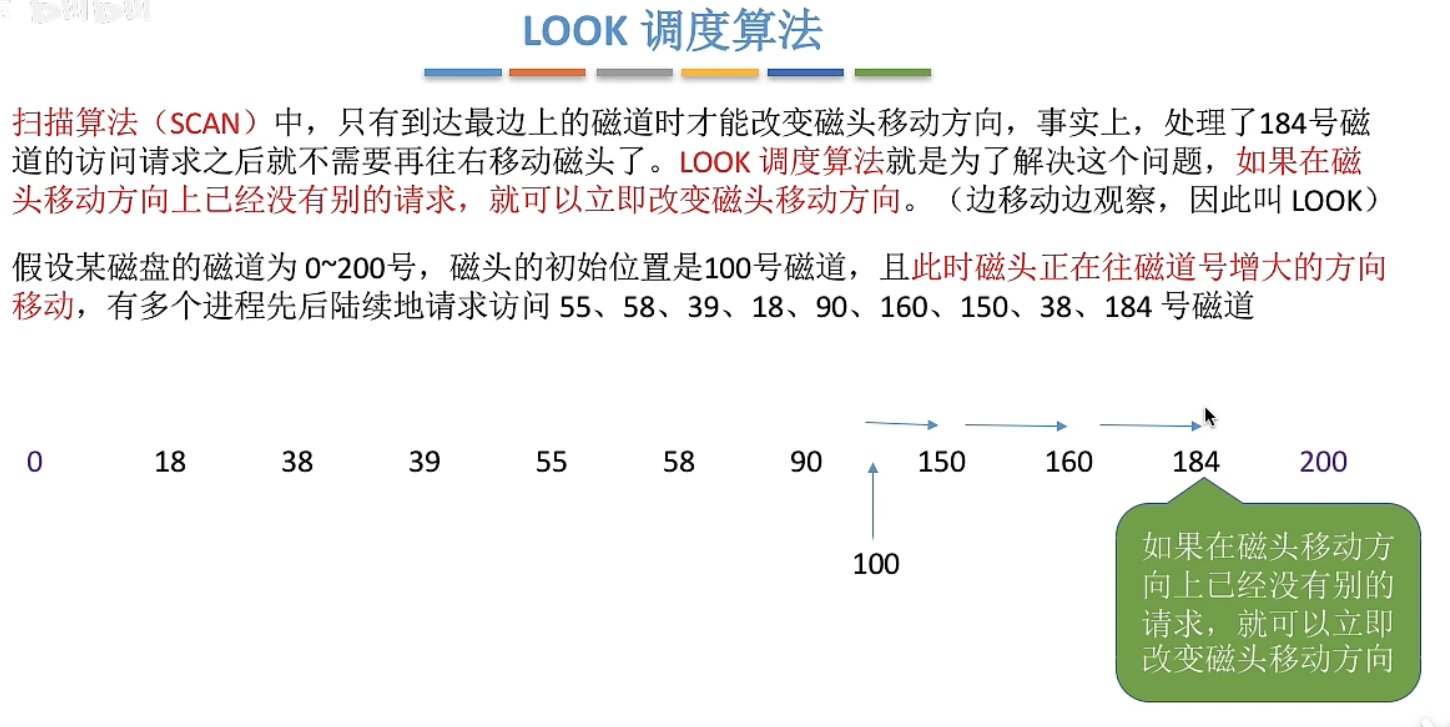 LOOK 调度算法
扫描算法（SCAN）中，只有到达最边上的磁道时才能改变磁头移动方向，事实上，处理了184号磁
道的访问请求之后就不需要再往右移动磁头了。LOOK 调度算法就是为了解决这个问题，如果在磁
头移动方向上已经没有别的请求，就可以立即改变磁头移动方向。（边移动边观察，因此叫 LOOK）
假设某磁盘的磁道为 0~200号，磁头的初始位置是100号磁道，且此时磁头正在往磁道号增大的方向
移动，有多个进程先后陆续地请求访问 55、58、39、18、90、160、150、38、184 号磁道
0 18 38 39 55 58 90 150 160 184 200
100
如果在磁头移动方
向上已经没有别的
请求，就可以立即
改变磁头移动方向